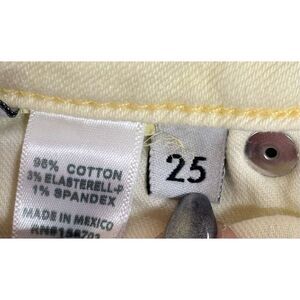 96% COTTON
3% ELASTERELL-P
1% SPANDEX
MADE IN MEXICO
25